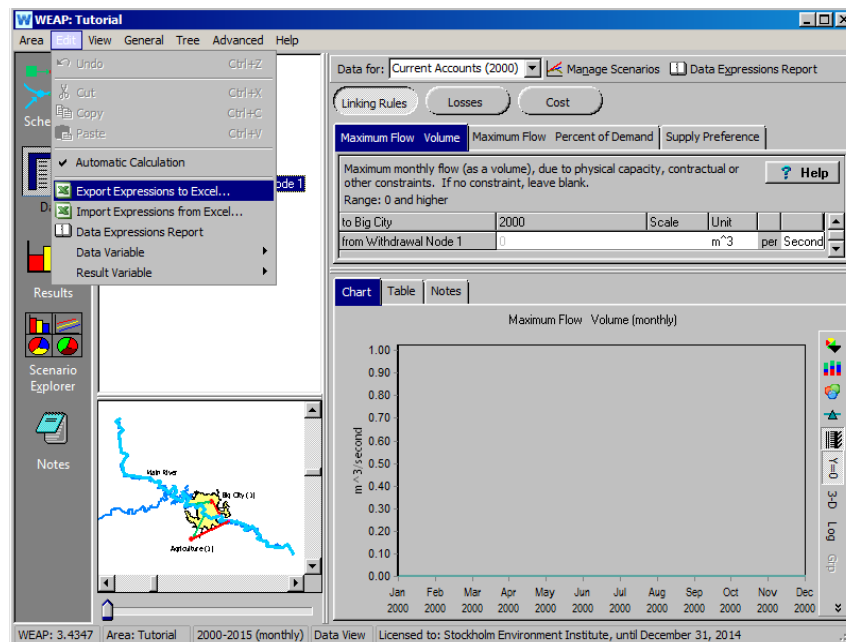 WEAP: Tutorial
Area Edit View General Tree Advanced Help
Undo Ctrl+Z
Cut Ctrl+X
Copy Ctrl+C
Paste Ctrl+V
Automatic Calculation
Export Expressions to Excel...
Import Expressions from Excel...
Data Expressions Report
Data Variable
Result Variable
Results
Scenario
Explorer
Notes
Data for: Current Accounts (2000) Manage Scenarios Data Expressions Report
Linking Rules Losses Cost
Maximum Flow Volume Maximum Flow Percent of Demand Supply Preference
Maximum monthly flow (as a volume), due to physical capacity, contractual or
other constraints. If no constraint, leave blank.
Range: 0 and higher
? Help
to Big City 2000 Scale Unit
from Withdrawal Node 1 0 m^3 per Second
Chart Table Notes
Maximum Flow Volume (monthly)
m^3/second
1.00
0.90
0.80
0.70
0.60
0.50
0.40
0.30
0.20
0.10
0.00
Jan Feb Mar Apr May Jun Jul Aug Sep Oct Nov Dec
2000 2000 2000 2000 2000 2000 2000 2000 2000 2000 2000 2000
Y=0
3-D
Log
Grp
Main River
Big City (1)
Agriculture (1)
WEAP: 3.4347 Area: Tutorial 2000-2015 (monthly) Data View Licensed to: Stockholm Environment Institute, until December 31, 2014